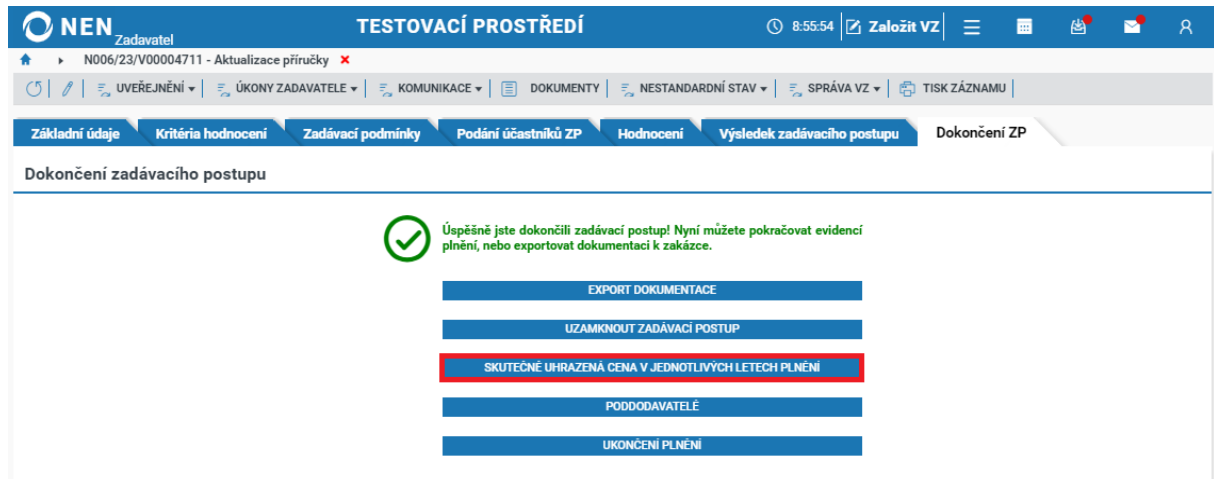 NEN Zadavatel TESTOVACÍ PROSTŘEDÍ 8:55:54 Založit VZ
N006/23/V00004711 - Aktualizace příručky
UVEŘEJNĚNÍ ÚKONY ZADAVATELE KOMUNIKACE DOKUMENTY NESTANDARDNÍ STAV SPRÁVA VZ TISK ZÁZNAMU
Základní údaje Kritéria hodnocení Zadávací podmínky Podání účastníků ZP Hodnocení Výsledek zadávacího postupu Dokončení ZP
Dokončení zadávacího postupu
Úspěšně jste dokončili zadávací postup! Nyní můžete pokračovat evidencí
plnění, nebo exportovat dokumentaci k zakázce.
EXPORT DOKUMENTACE
UZAMKNOUT ZADÁVACÍ POSTUP
SKUTEČNĚ UHRAZENÁ CENA V JEDNOTLIVÝCH LETECH PLNĚNÍ
PODDODAVATELÉ
UKONČENÍ PLNĚNÍ